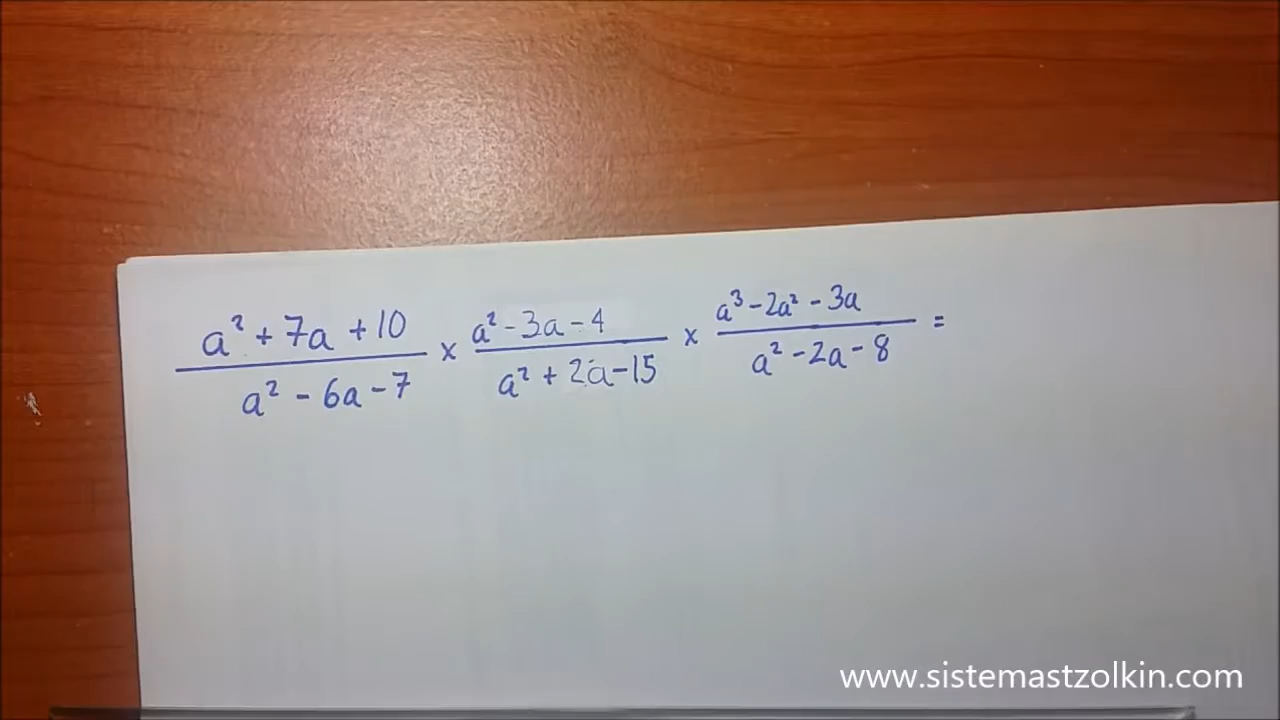 a² + 7a + 10 / a² - 6a - 7 x a² - 3a - 4 / a² + 2a - 15 x a³ - 2a² - 3a / a² - 2a - 8 =
www.sistemastzolkin.com